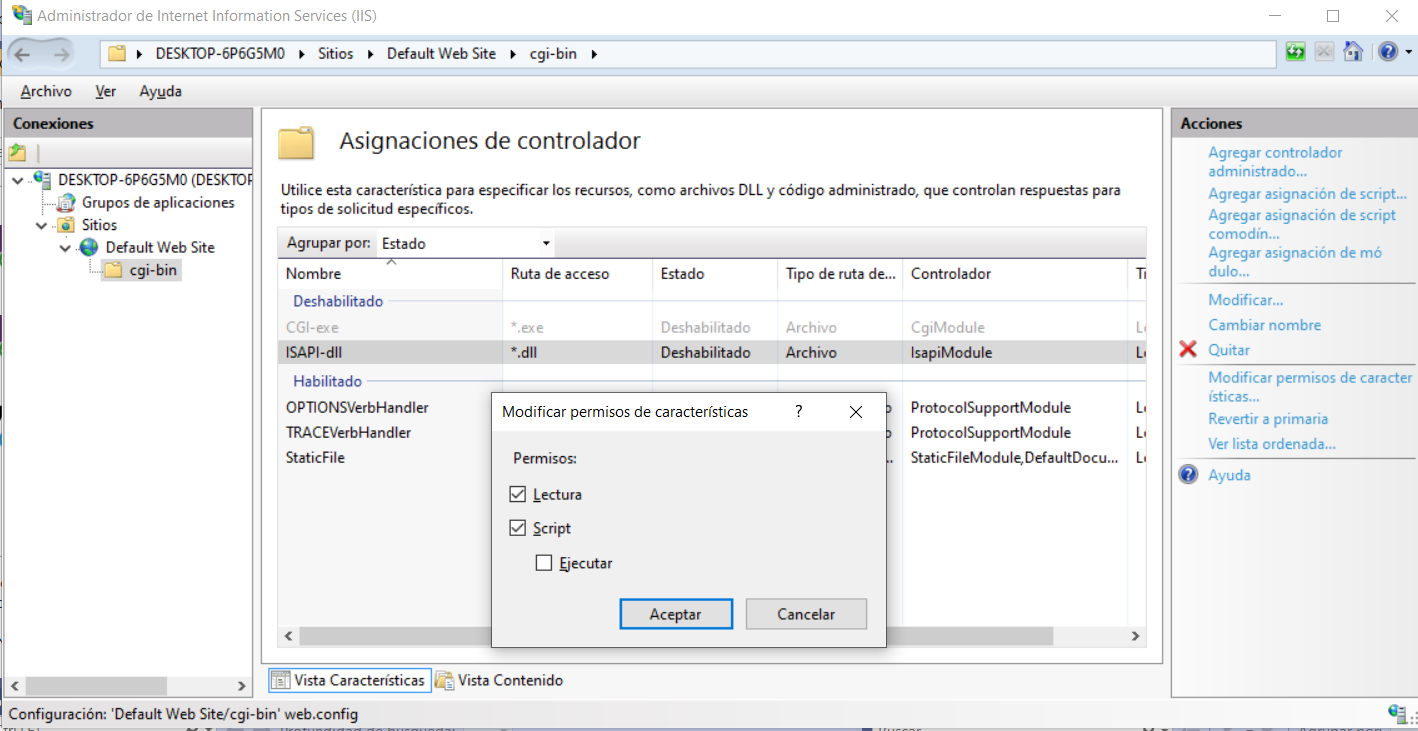 Administrador de Internet Information Services (IIS)
DESKTOP-6P6G5M0 Sitios Default Web Site cgi-bin
Archivo Ver Ayuda
Conexiones
DESKTOP-6P6G5M0 (DESKTOP
Grupos de aplicaciones
Sitios
Default Web Site
cgi-bin
Asignaciones de controlador
Utilice esta característica para especificar los recursos, como archivos DLL y código administrado, que controlan respuestas para
tipos de solicitud específicos.
Agrupar por: Estado
Nombre Ruta de acceso Estado Tipo de ruta de... Controlador Ti
Deshabilitado
CGI-exe *.exe Deshabilitado Archivo CgiModule L
ISAPI-dll *.dll Deshabilitado Archivo IsapiModule L
Habilitado
OPTIONSVerbHandler ProtocolSupportModule L
TRACEVerbHandler ProtocolSupportModule L
StaticFile StaticFileModule,DefaultDocu... L
Modificar permisos de características ?
Permisos:
Lectura
Script
Ejecutar
Aceptar Cancelar
Vista Características Vista Contenido
Acciones
Agregar controlador
administrado...
Agregar asignación de script...
Agregar asignación de script
comodín...
Agregar asignación de mó
dulo...
Modificar...
Cambiar nombre
Quitar
Modificar permisos de caracter
ísticas...
Revertir a primaria
Ver lista ordenada...
Ayuda
Configuración: 'Default Web Site/cgi-bin' web.config